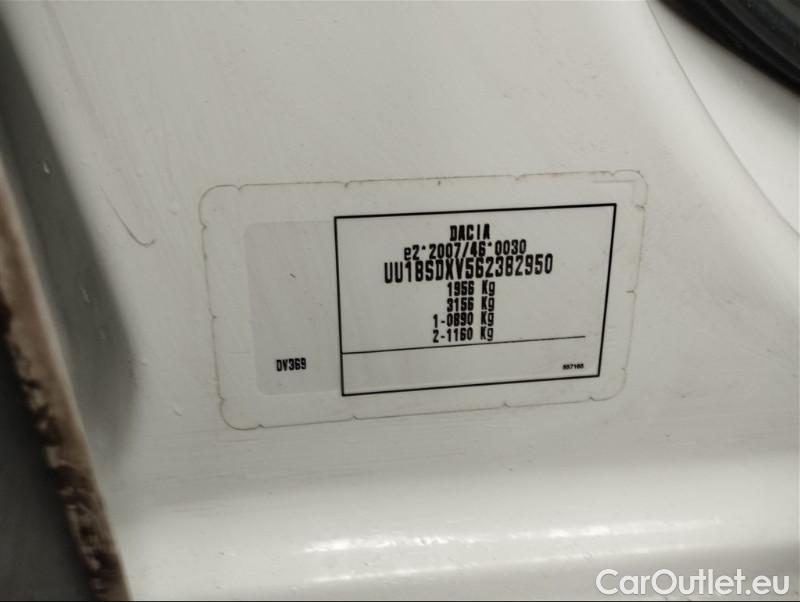 DACIA
e2*2007/46*0030
UU18SDXV562382950
1956 Kg
3156 Kg
1-0890 Kg
2-1160 Kg
DV369
557165
CarOutlet.eu